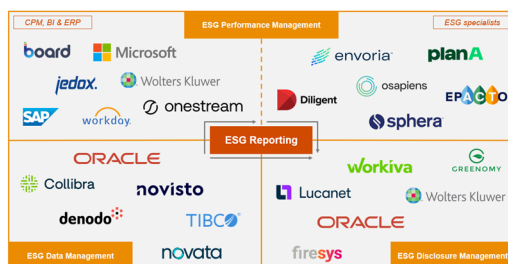 CPM, BI & ERP
ESG Performance Management
ESG specialists
board
Microsoft
jedox.
Wolters Kluwer
SAP
workday.
onestream
envoria
planA
Diligent
osapiens
EPACTO
sphera
ESG Reporting
ORACLE
Collibra
novisto
denodo
TIBCO
novata
ESG Data Management
workiva
GREENOMY
Lucanet
Wolters Kluwer
ORACLE
firesys
ESG Disclosure Management